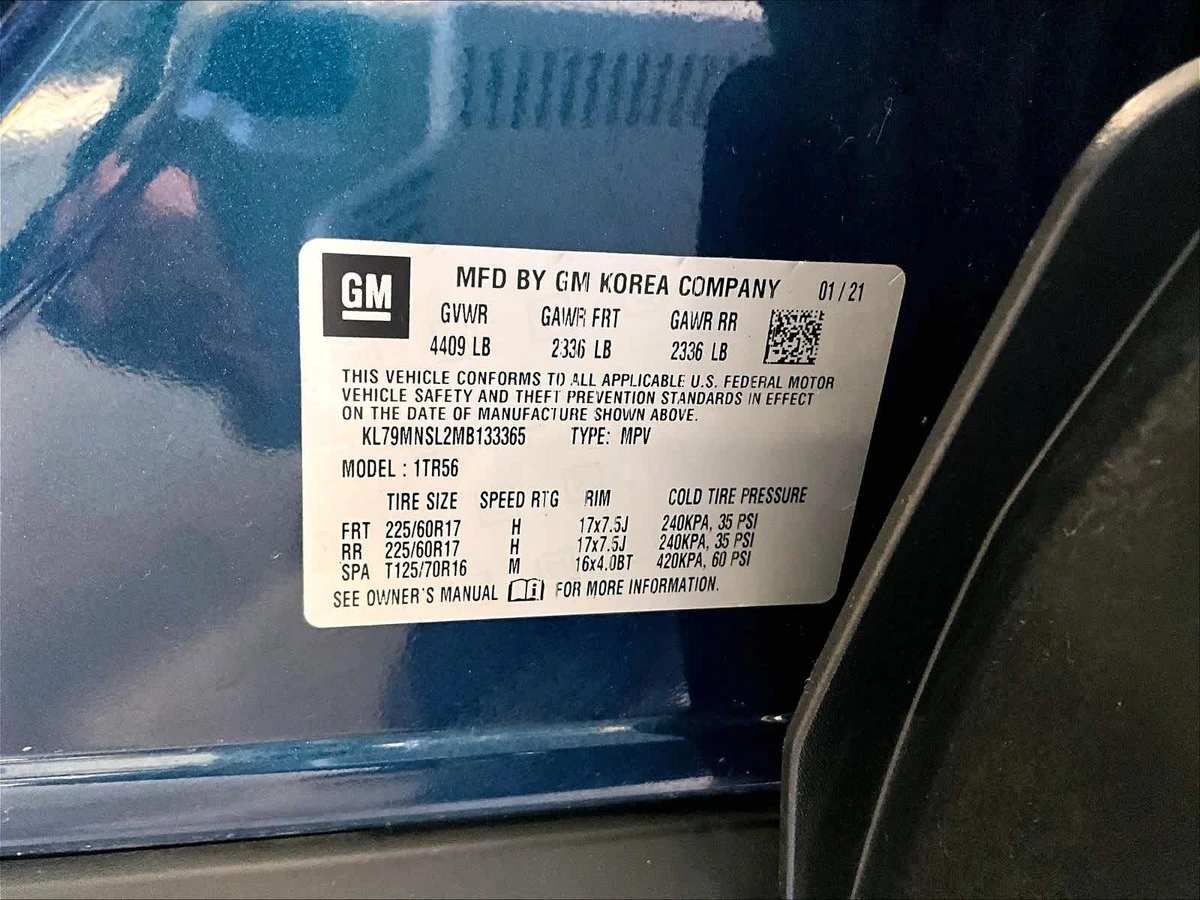 GM
MFD BY GM KOREA COMPANY 01/21
GVWR GAWR FRT GAWR RR
4409 LB 2336 LB 2336 LB
THIS VEHICLE CONFORMS TO ALL APPLICABLE U.S. FEDERAL MOTOR
VEHICLE SAFETY AND THEFT PREVENTION STANDARDS IN EFFECT
ON THE DATE OF MANUFACTURE SHOWN ABOVE.
KL79MNSL2MB133365 TYPE: MPV
MODEL : 1TR56
TIRE SIZE SPEED RTG RIM COLD TIRE PRESSURE
FRT 225/60R17 H 17x7.5J 240KPA, 35 PSI
RR 225/60R17 H 17x7.5J 240KPA, 35 PSI
SPA T125/70R16 M 16x4.0BT 420KPA, 60 PSI
SEE OWNER'S MANUAL i FOR MORE INFORMATION.